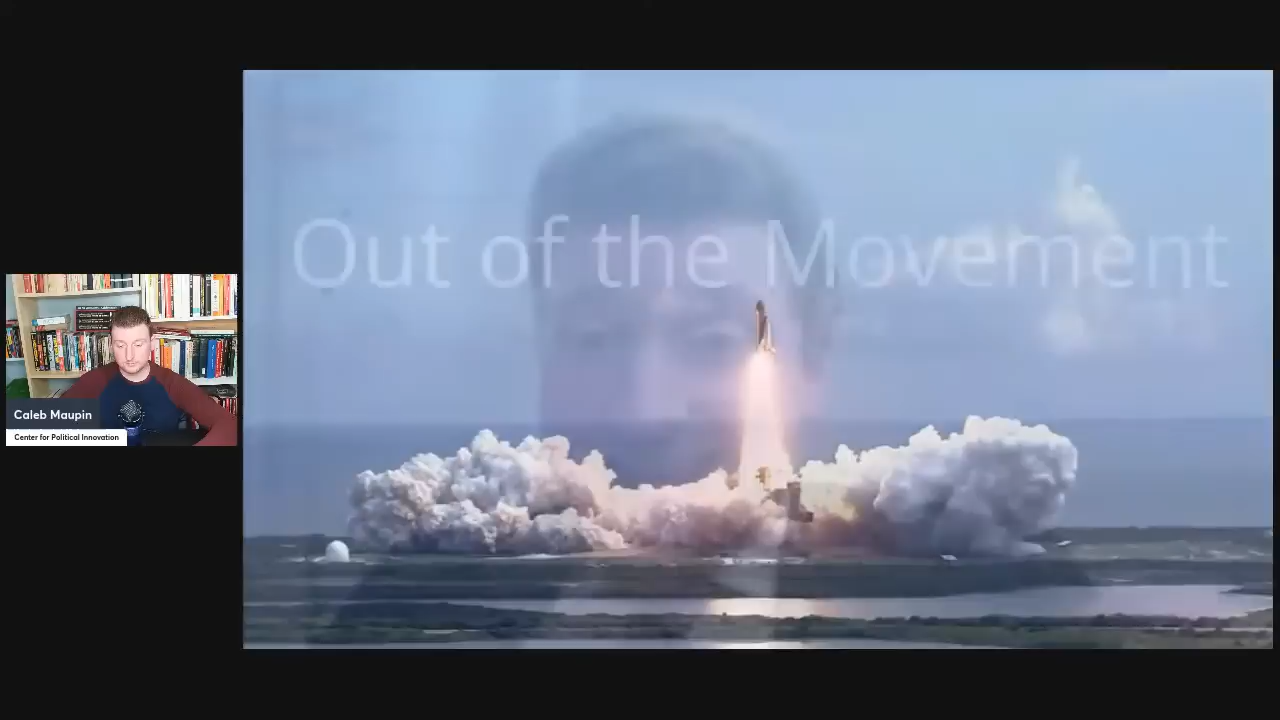 Out of the Movement
Caleb Maupin
Center for Political Innovation